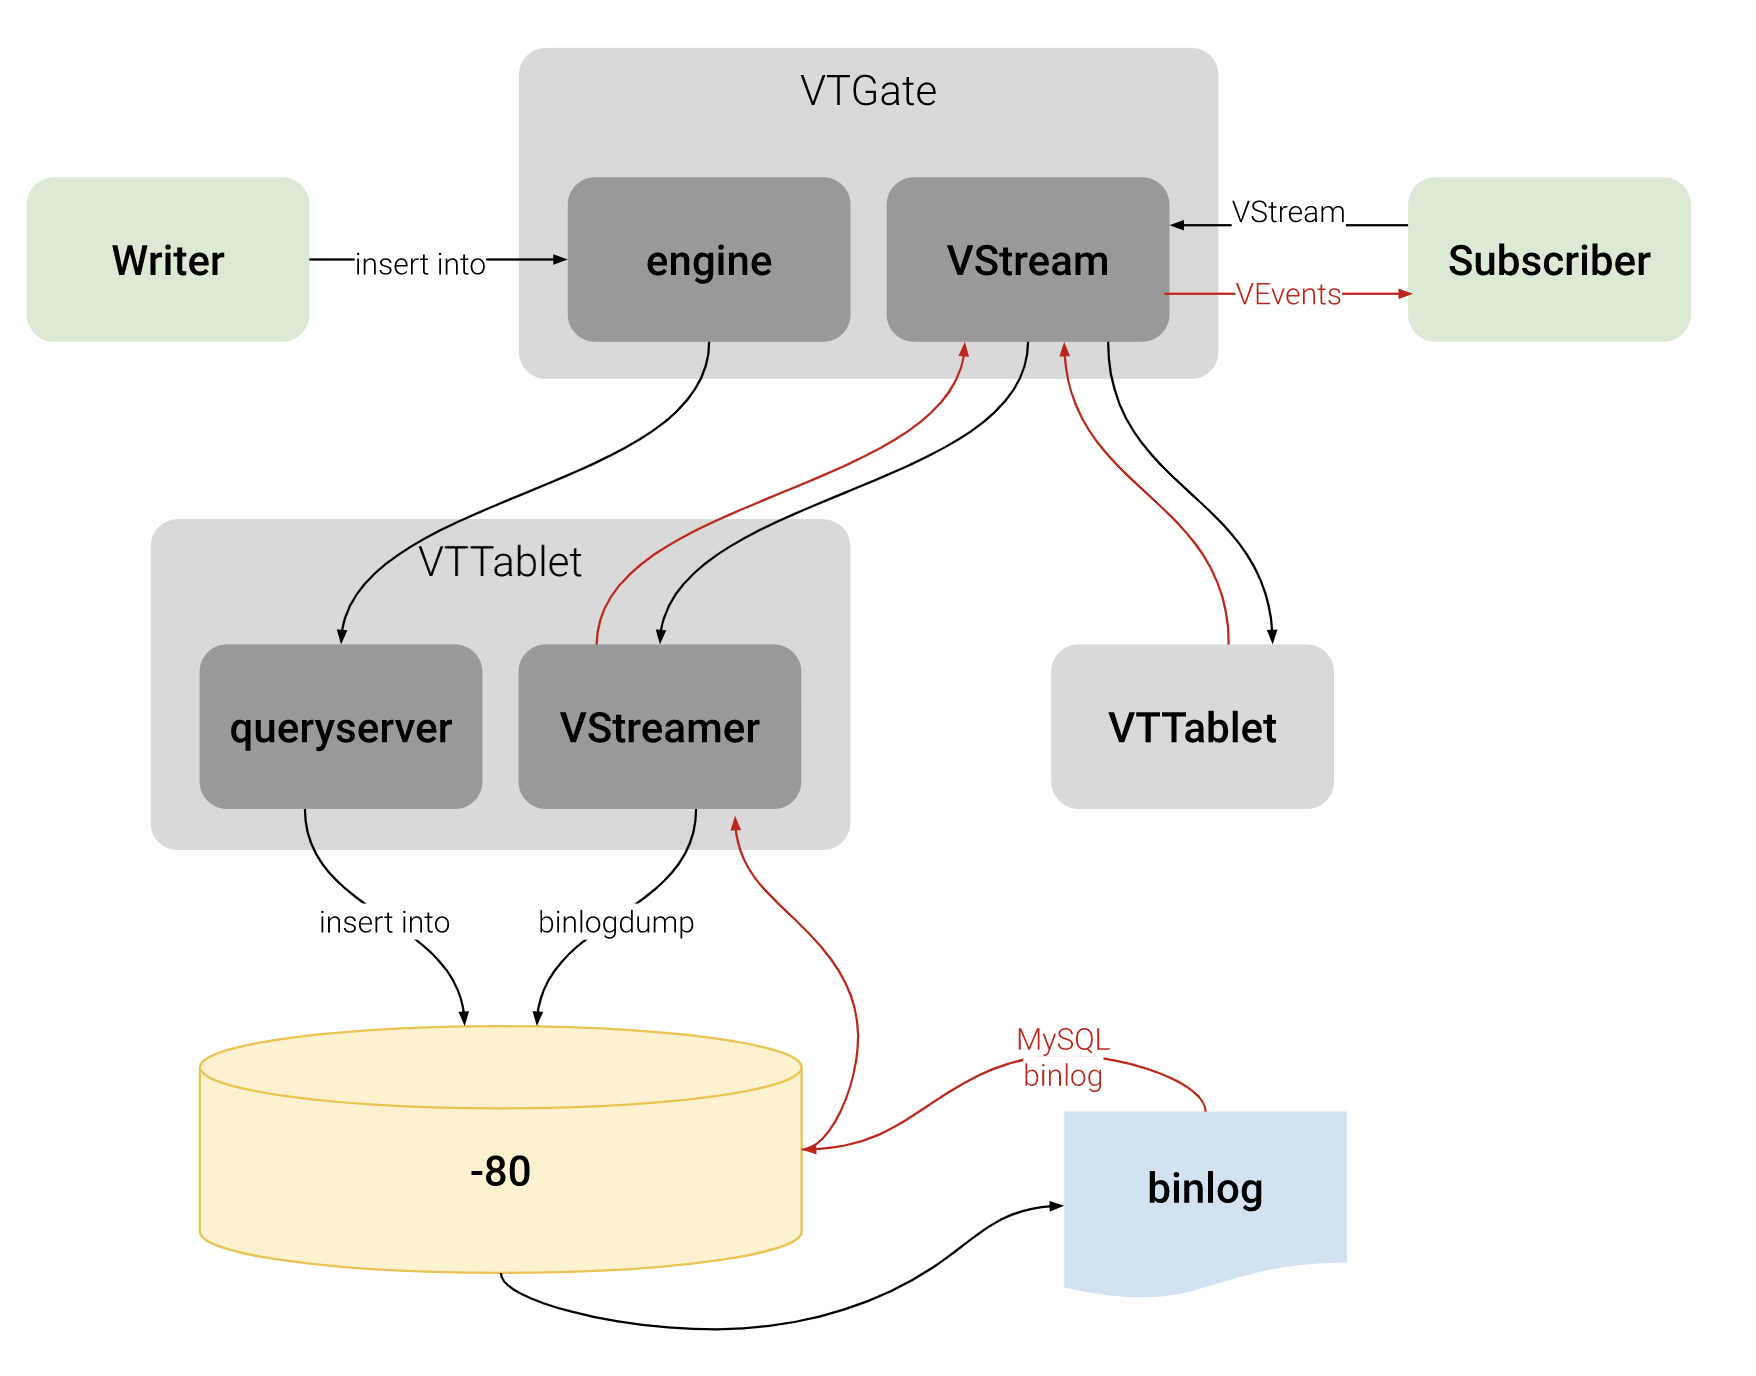 VTGate
Writer
insert into
engine
VStream
VStream
VEvents
Subscriber
VTTablet
queryserver
VStreamer
VTTablet
insert into
binlogdump
MySQL
binlog
-80
binlog